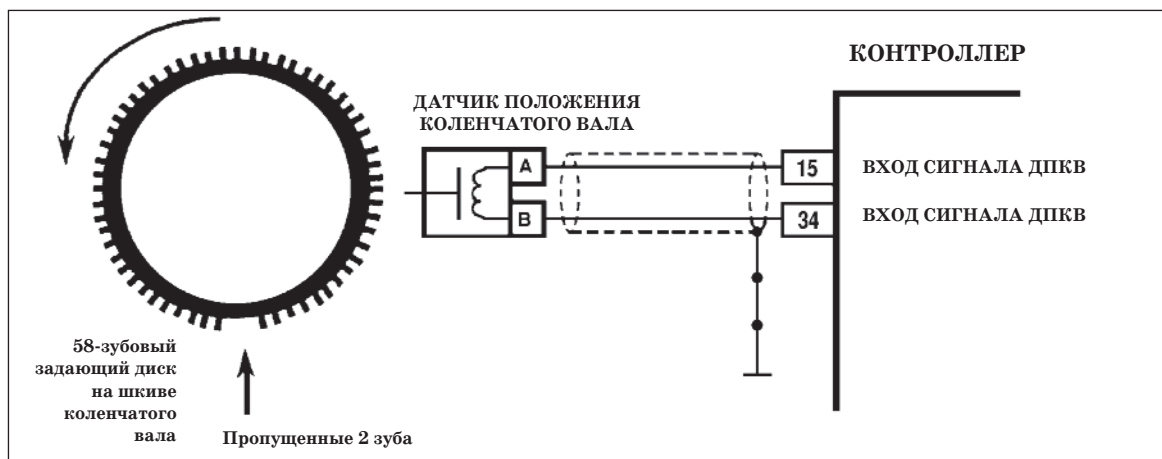 КОНТРОЛЛЕР
ДАТЧИК ПОЛОЖЕНИЯ
КОЛЕНЧАТОГО ВАЛА
A
15
ВХОД СИГНАЛА ДПКВ
B
34
ВХОД СИГНАЛА ДПКВ
58-зубовый
задающий диск
на шкиве
коленчатого
вала
Пропущенные 2 зуба